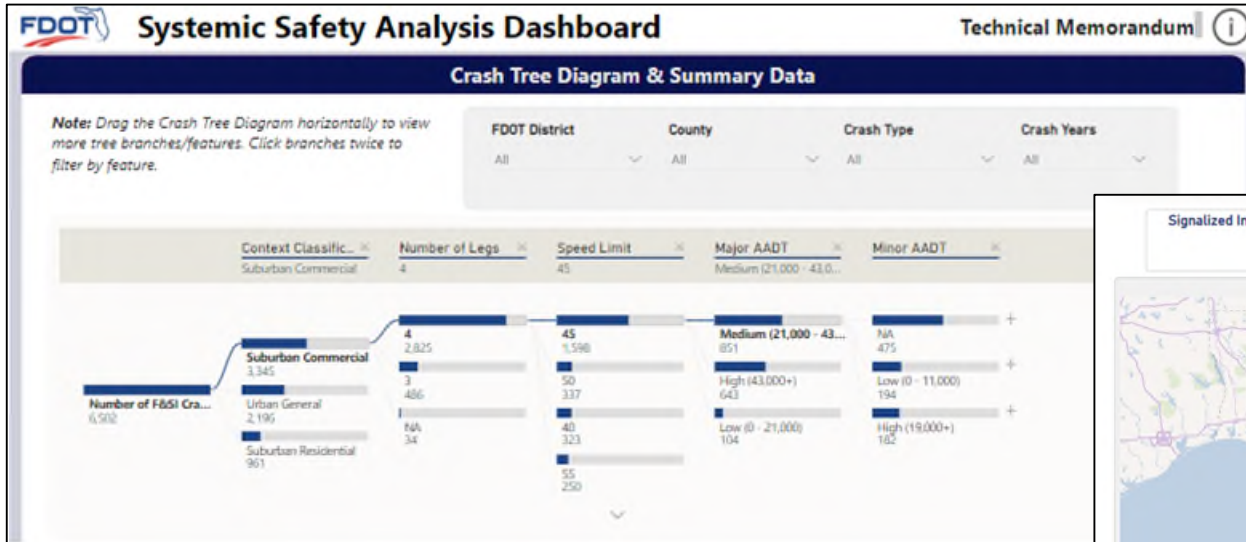 FDOT
Systemic Safety Analysis Dashboard
Technical Memorandum
i
Crash Tree Diagram & Summary Data
Note: Drag the Crash Tree Diagram horizontally to view
more tree branches/features. Click branches twice to
filter by feature.
FDOT District
County
Crash Type
Crash Years
All
All
All
All
Signalized In
Context Classific...
Number of Legs
Speed Limit
Major AADT
Minor AADT
Suburban Commercial
4
45
Medium (21,000 - 43,0...
Number of F&SI Cra...
6,502
Suburban Commercial
3,345
Urban General
2,196
Suburban Residential
961
4
2,825
3
486
NA
34
45
1,598
50
337
40
323
55
250
Medium (21,000 - 43...
851
High (43,000+)
643
Low (0 - 21,000)
104
NA
475
Low (0 - 11,000)
194
High (19,000+)
182